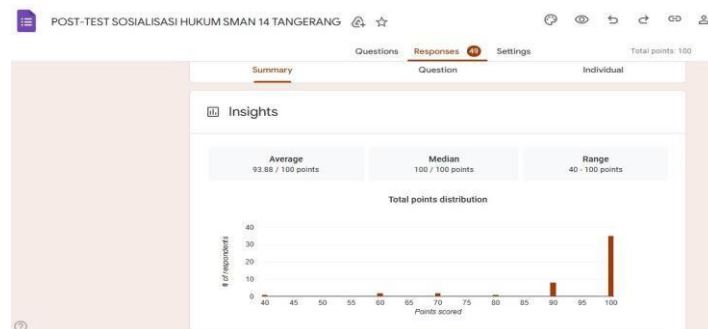 POST-TEST SOSIALISASI HUKUM SMAN 14 TANGERANG
Questions Responses 49 Settings Total points: 100
Summary Question Individual
Insights
Average Median Range
93.88 / 100 points 100 / 100 points 40 - 100 points
Total points distribution
40
30
20
10
0
# of respondents
40 45 50 55 60 65 70 75 80 85 90 95 100
Points scored